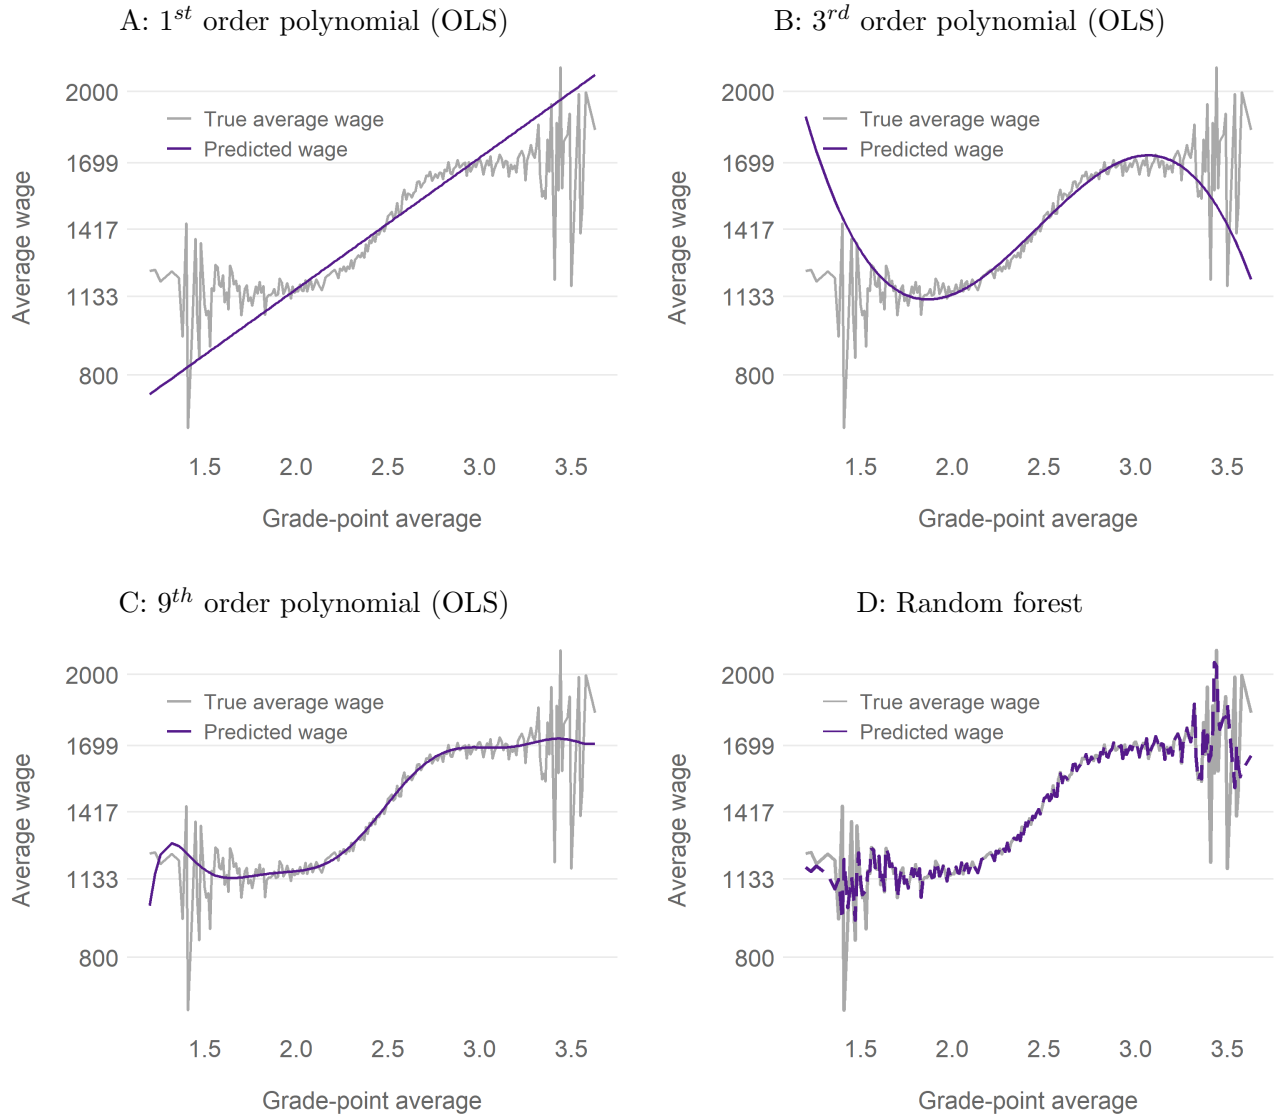 A: 1st order polynomial (OLS)
2000
1699
1417
1133
800
Average wage
True average wage
Predicted wage
1.5 2.0 2.5 3.0 3.5
Grade-point average
B: 3rd order polynomial (OLS)
2000
1699
1417
1133
800
Average wage
True average wage
Predicted wage
1.5 2.0 2.5 3.0 3.5
Grade-point average
C: 9th order polynomial (OLS)
2000
1699
1417
1133
800
Average wage
True average wage
Predicted wage
1.5 2.0 2.5 3.0 3.5
Grade-point average
D: Random forest
2000
1699
1417
1133
800
Average wage
True average wage
Predicted wage
1.5 2.0 2.5 3.0 3.5
Grade-point average